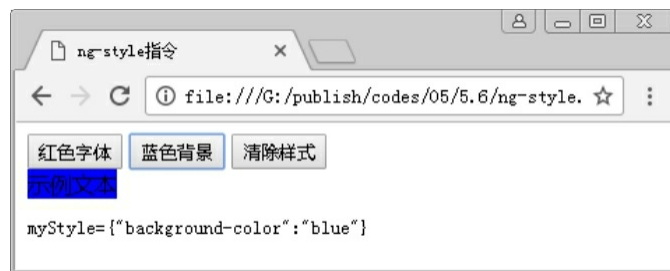 ng-style指令
file:///G:/publish/codes/05/5.6/ng-style.
红色字体 蓝色背景 清除样式
示例文本
myStyle={"background-color":"blue"}